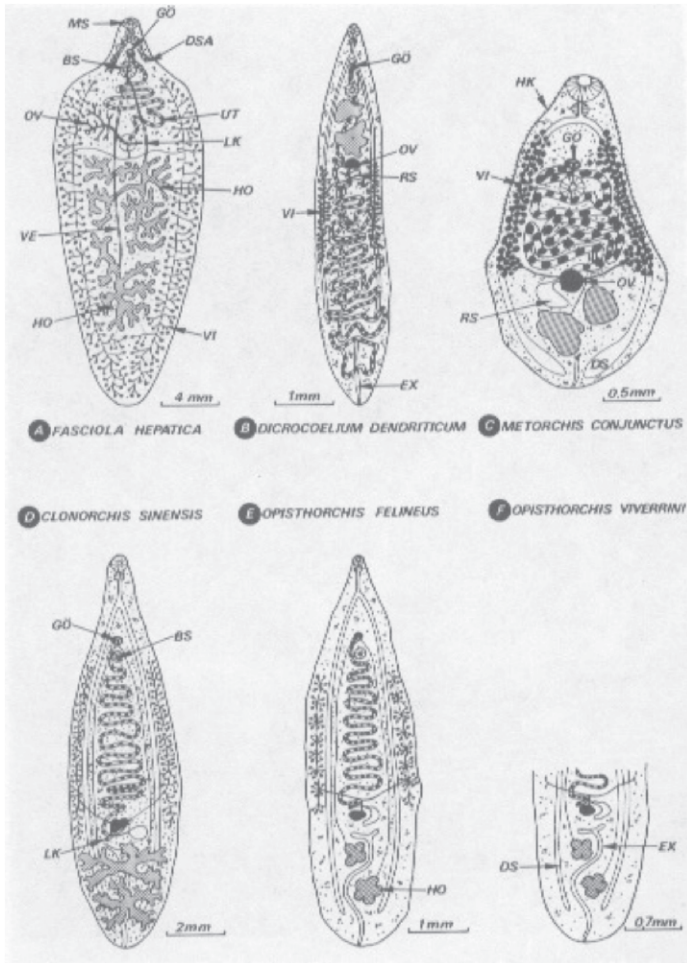 MS
GÖ
DSA
BS
OV
UT
LK
HO
VE
HO
VI
4 mm
A FASCIOLA HEPATICA
GÖ
OV
RS
VI
EX
1mm
B DICROCOELIUM DENDRITICUM
HK
GÖ
VI
OV
RS
DS
0,5mm
C METORCHIS CONJUNCTUS
D CLONORCHIS SINENSIS
GÖ
BS
LK
2mm
E OPISTHORCHIS FELINEUS
HO
1mm
F OPISTHORCHIS VIVERRINI
DS
EX
0,7mm